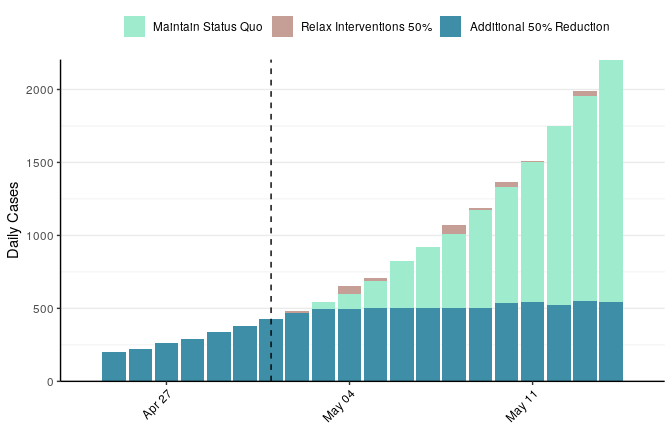 Maintain Status Quo Relax Interventions 50% Additional 50% Reduction
Daily Cases
2000
1500
1000
500
0
Apr 27 May 04 May 11